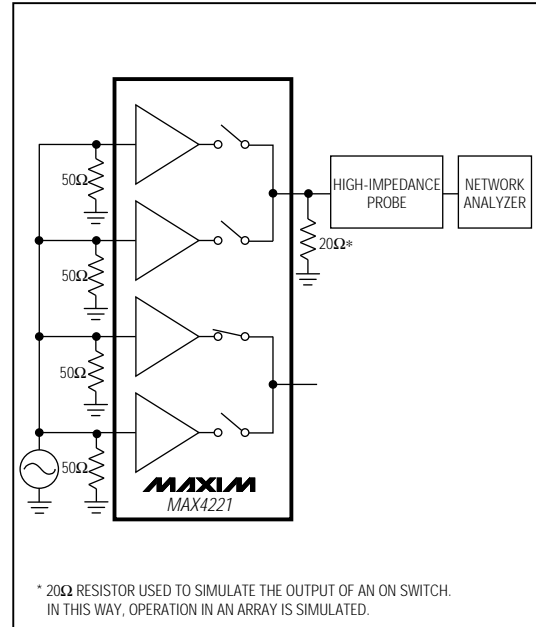 50Ω
HIGH-IMPEDANCE
PROBE
NETWORK
ANALYZER
50Ω
20Ω*
50Ω
50Ω
MAXIM
MAX4221
* 20Ω RESISTOR USED TO SIMULATE THE OUTPUT OF AN ON SWITCH.
IN THIS WAY, OPERATION IN AN ARRAY IS SIMULATED.